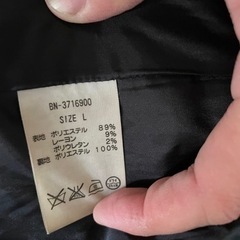 BN-3716900
SIZE L
表地 ポリエステル 89%
レーヨン 9%
ポリウレタン 2%
裏地 ポリエステル 100%